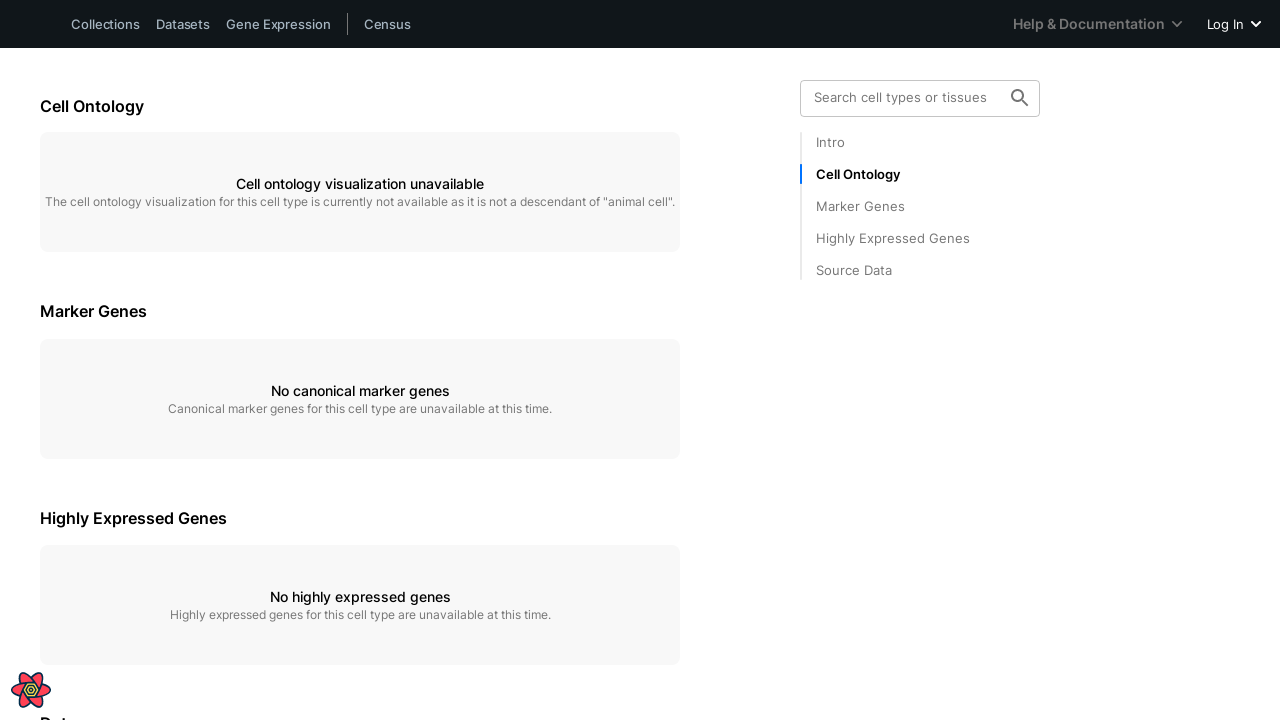 Collections Datasets Gene Expression Census Help & Documentation Log In
Search cell types or tissues
Intro
Cell Ontology
Marker Genes
Highly Expressed Genes
Source Data
Cell Ontology
Cell ontology visualization unavailable
The cell ontology visualization for this cell type is currently not available as it is not a descendant of "animal cell".
Marker Genes
No canonical marker genes
Canonical marker genes for this cell type are unavailable at this time.
Highly Expressed Genes
No highly expressed genes
Highly expressed genes for this cell type are unavailable at this time.